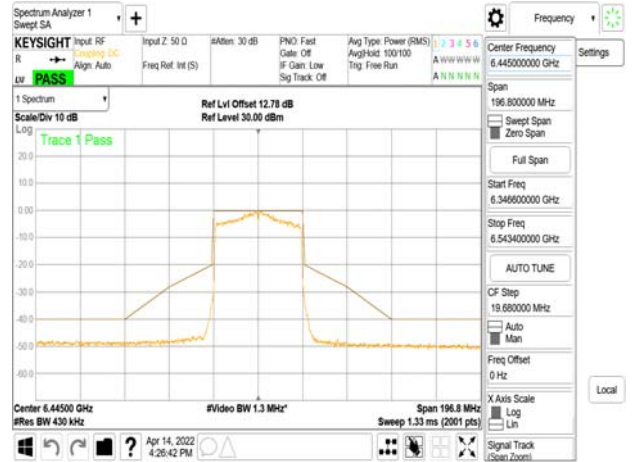 Spectrum Analyzer 1
Swept SA
+
Frequency
KEYSIGHT
Input: RF
Coupling: DC
Align: Auto
Input Z: 50 Ω
Freq Ref: Int (S)
#Atten: 30 dB
PNO: Fast
Gate: Off
IF Gain: Low
Sig Track: Off
Avg Type: Power (RMS)
Avg|Hold: 100/100
Trig: Free Run
1 2 3 4 5 6
A W W W W W
A N N N N N
R
LU
PASS
1 Spectrum
Scale/Div 10 dB
Ref Lvl Offset 12.78 dB
Ref Level 30.00 dBm
Log
Trace 1 Pass
20.0
10.0
0.00
-10.0
-20.0
-30.0
-40.0
-50.0
-60.0
Center 6.44500 GHz
#Res BW 430 kHz
#Video BW 1.3 MHz*
Span 196.8 MHz
Sweep 1.33 ms (2001 pts)
Apr 14, 2022
4:26:42 PM
?
Center Frequency
6.445000000 GHz
Settings
Span
196.800000 MHz
Swept Span
Zero Span
Full Span
Start Freq
6.346600000 GHz
Stop Freq
6.543400000 GHz
AUTO TUNE
CF Step
19.680000 MHz
Auto
Man
Freq Offset
0 Hz
X Axis Scale
Log
Lin
Local
Signal Track
(Span Zoom)